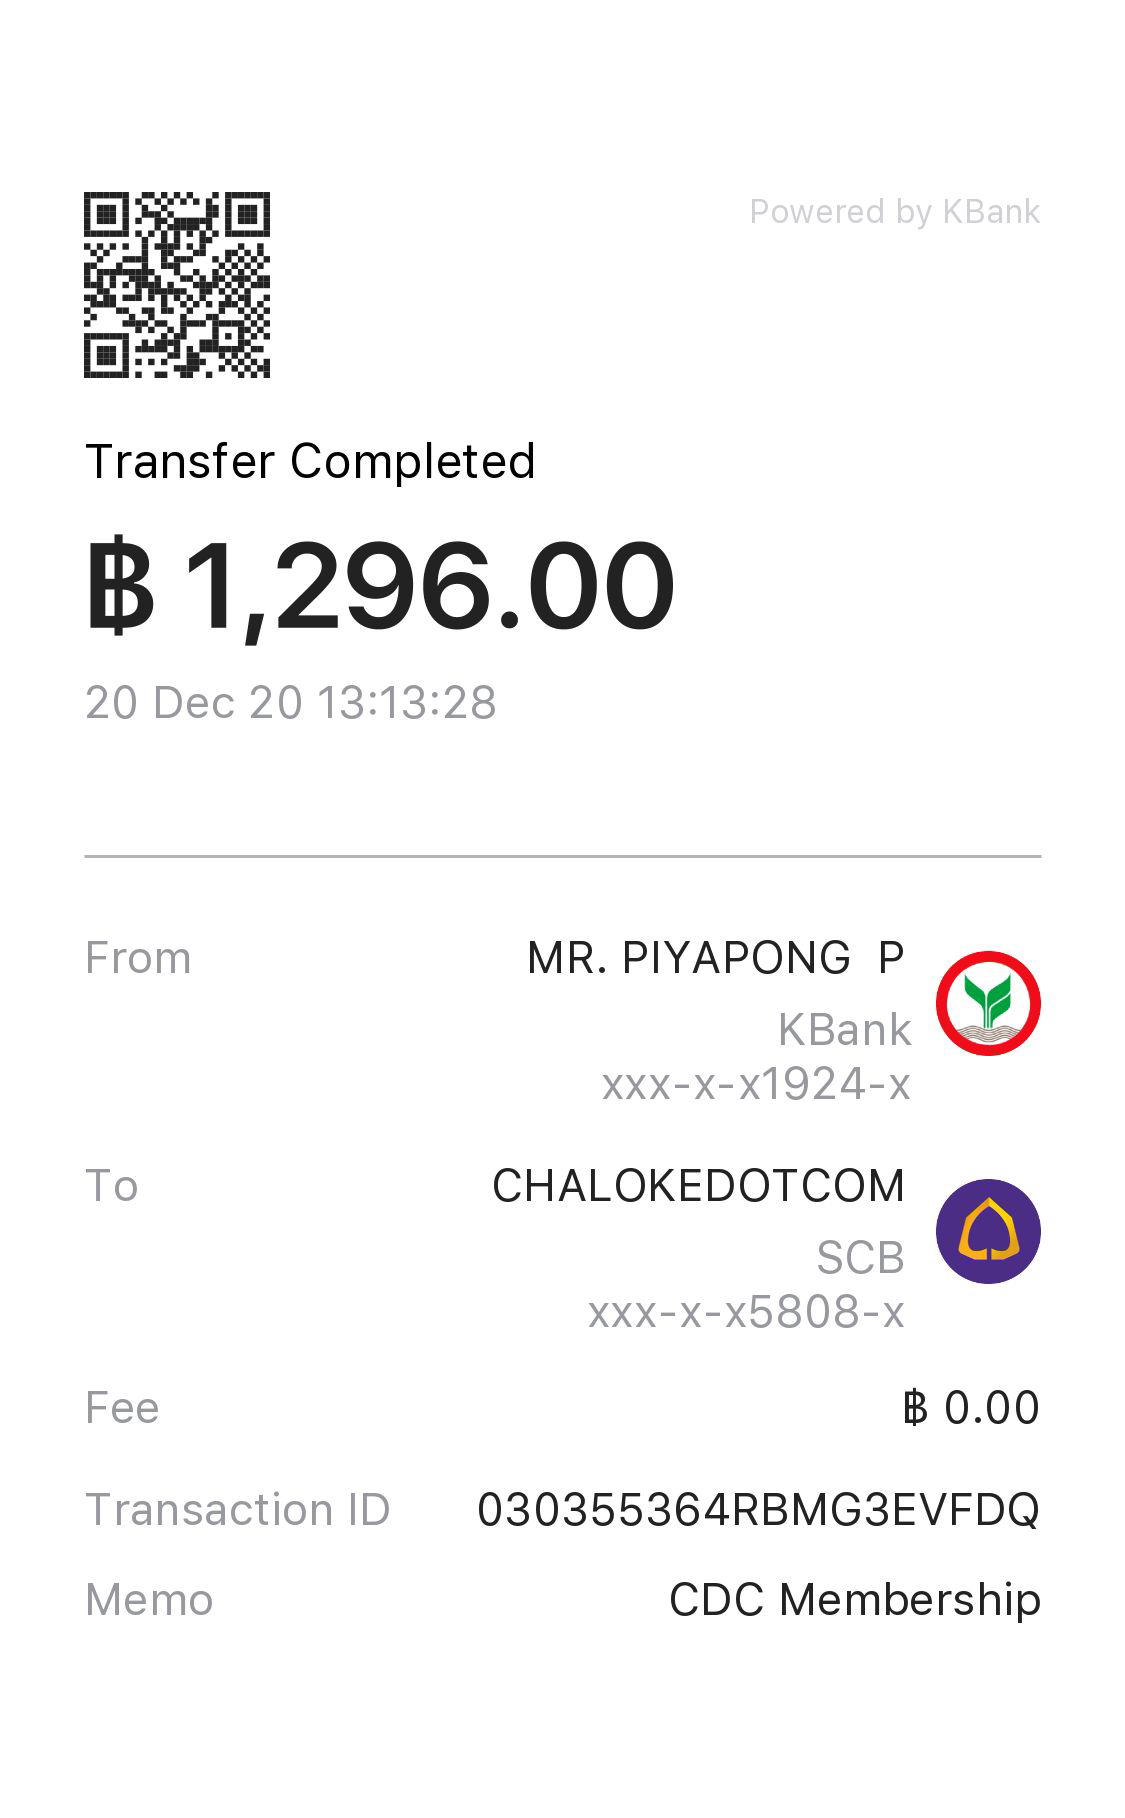 Powered by KBank
Transfer Completed
฿ 1,296.00
20 Dec 20 13:13:28
From MR. PIYAPONG  P
KBank
xxx-x-x1924-x
To CHALOKEDOTCOM
SCB
xxx-x-x5808-x
Fee ฿ 0.00
Transaction ID 030355364RBMG3EVFDQ
Memo CDC Membership